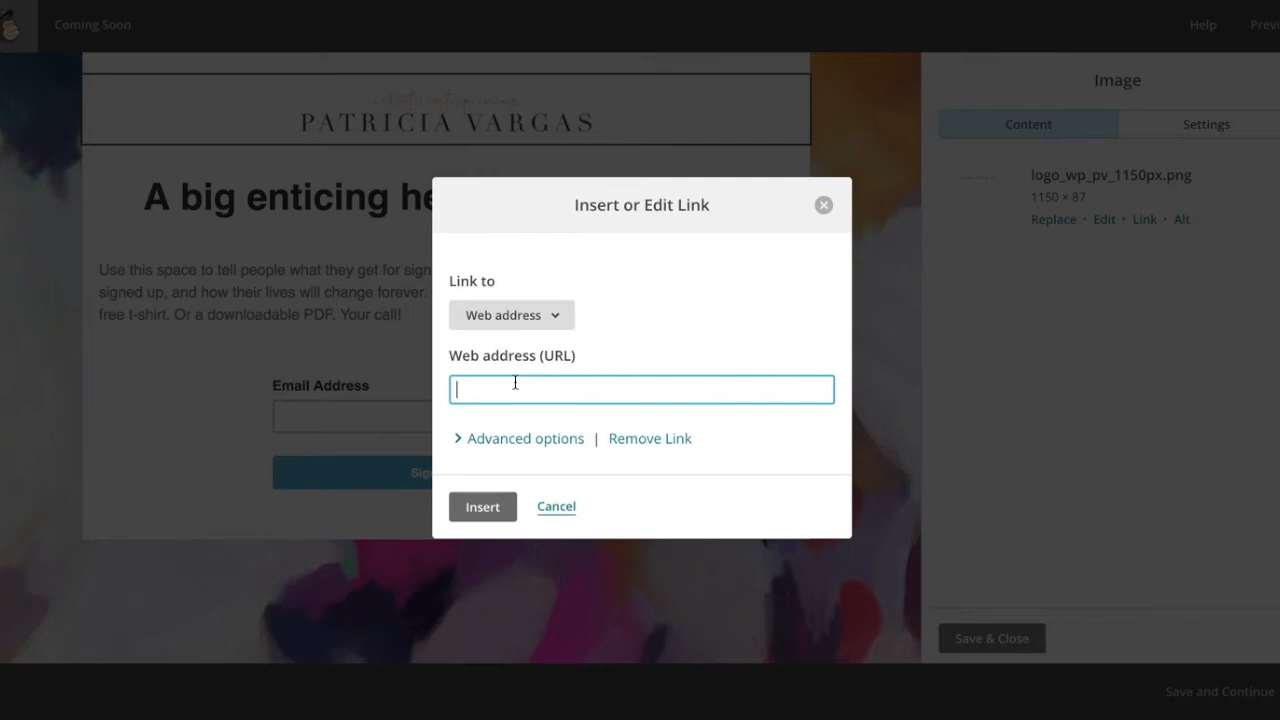 Coming Soon
Help
Previ
PATRICIA VARGAS
A big enticing he
Use this space to tell people what they get for sign
signed up, and how their lives will change forever.
free t-shirt. Or a downloadable PDF. Your call!
Email Address
Sig
Insert or Edit Link
Link to
Web address
Web address (URL)
Advanced options | Remove Link
Insert
Cancel
Image
Content
Settings
logo_wp_pv_1150px.png
1150 × 87
Replace · Edit · Link · Alt
Save & Close
Save and Continue